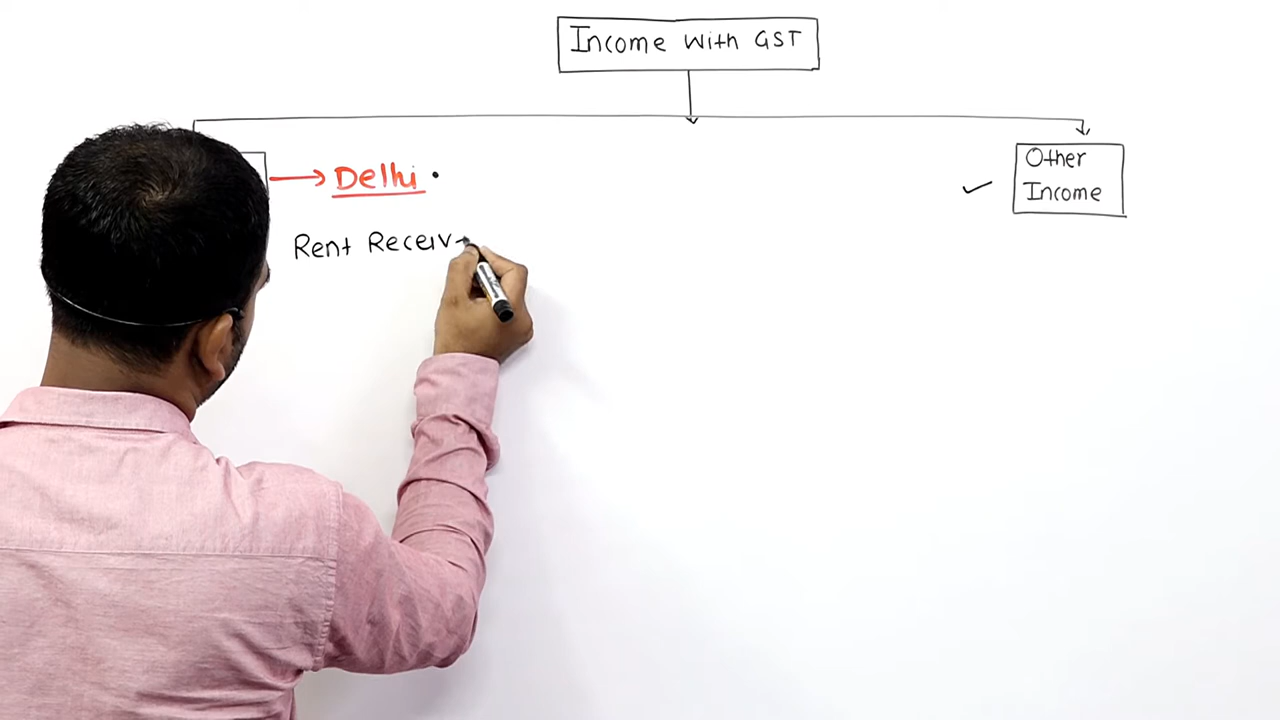 Income with GST
Delhi
Other
Income
Rent Receiv